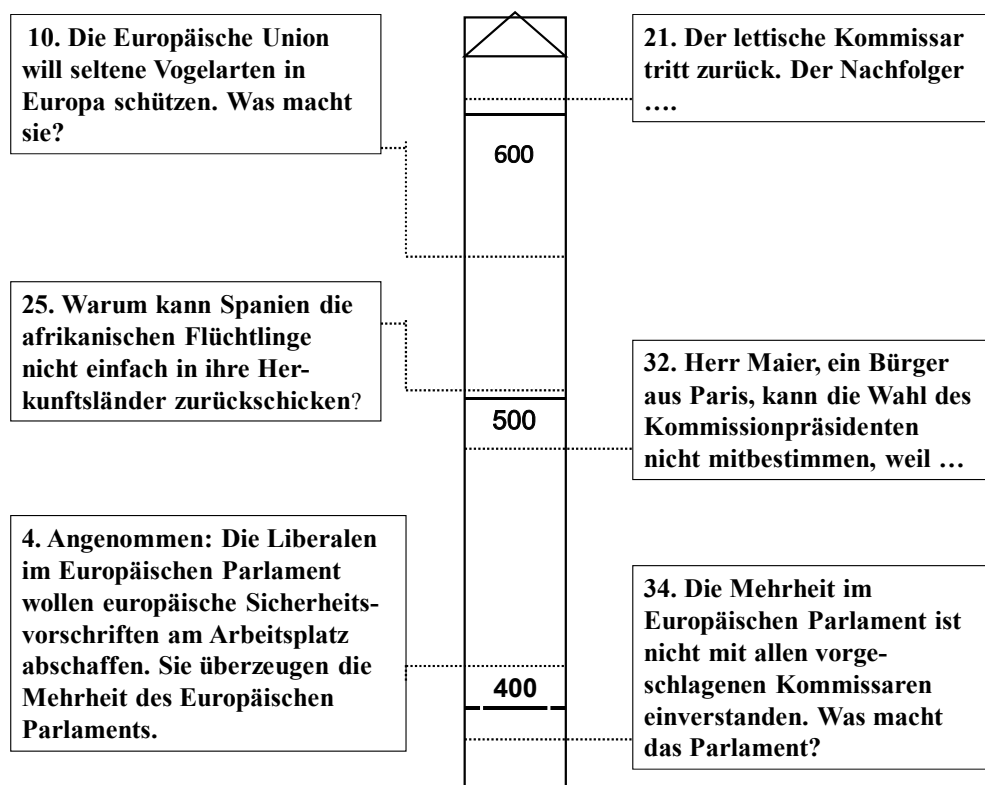 10. Die Europäische Union
will seltene Vogelarten in
Europa schützen. Was macht
sie?
21. Der lettische Kommissar
tritt zurück. Der Nachfolger
….
600
25. Warum kann Spanien die
afrikanischen Flüchtlinge
nicht einfach in ihre Her-
kunftsländer zurückschicken?
32. Herr Maier, ein Bürger
aus Paris, kann die Wahl des
Kommissionpräsidenten
nicht mitbestimmen, weil …
500
4. Angenommen: Die Liberalen
im Europäischen Parlament
wollen europäische Sicherheits-
vorschriften am Arbeitsplatz
abschaffen. Sie überzeugen die
Mehrheit des Europäischen
Parlaments.
34. Die Mehrheit im
Europäischen Parlament ist
nicht mit allen vorge-
schlagenen Kommissaren
einverstanden. Was macht
das Parlament?
400